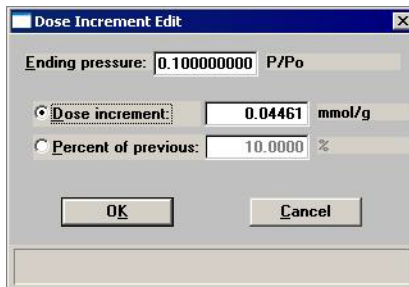 Dose Increment Edit
Ending pressure: 0.100000000 P/Po
Dose increment: 0.04461 mmol/g
Percent of previous: 10.0000 %
OK Cancel